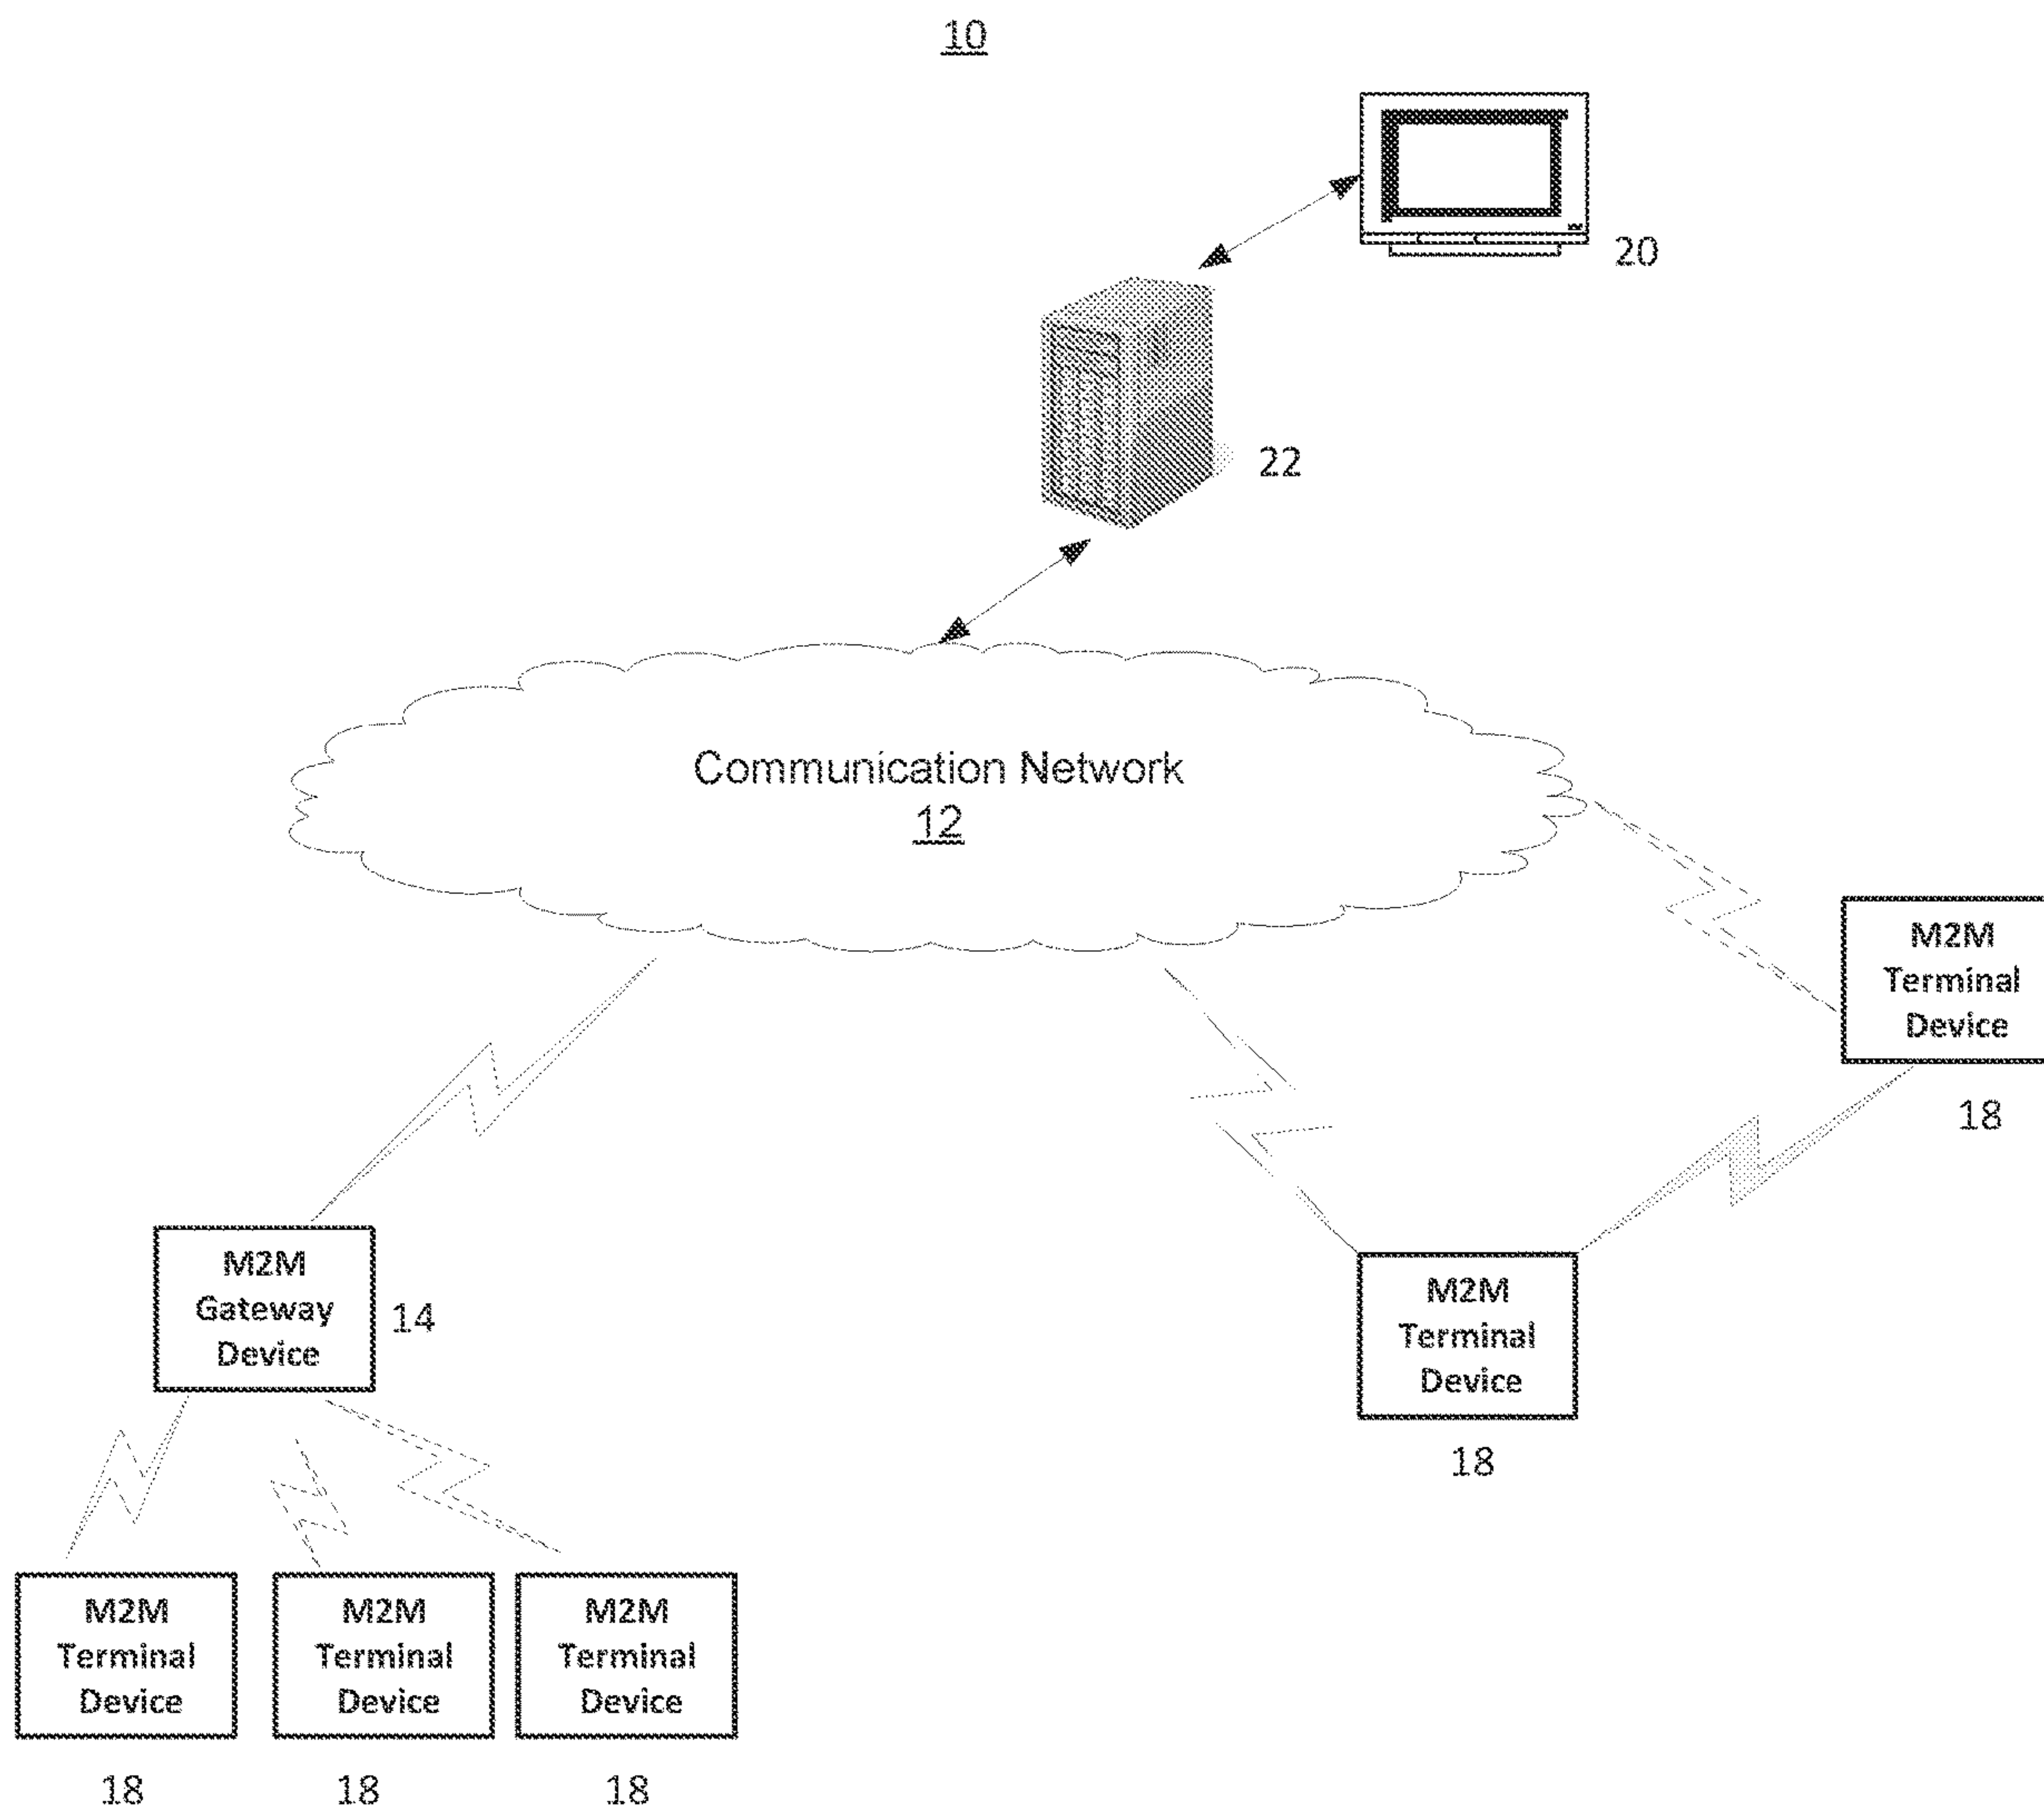 10
20
22
Communication Network
12
M2M
Terminal
Device
18
M2M
Gateway
Device
14
M2M
Terminal
Device
18
M2M
Terminal
Device
18
M2M
Terminal
Device
18
M2M
Terminal
Device
18